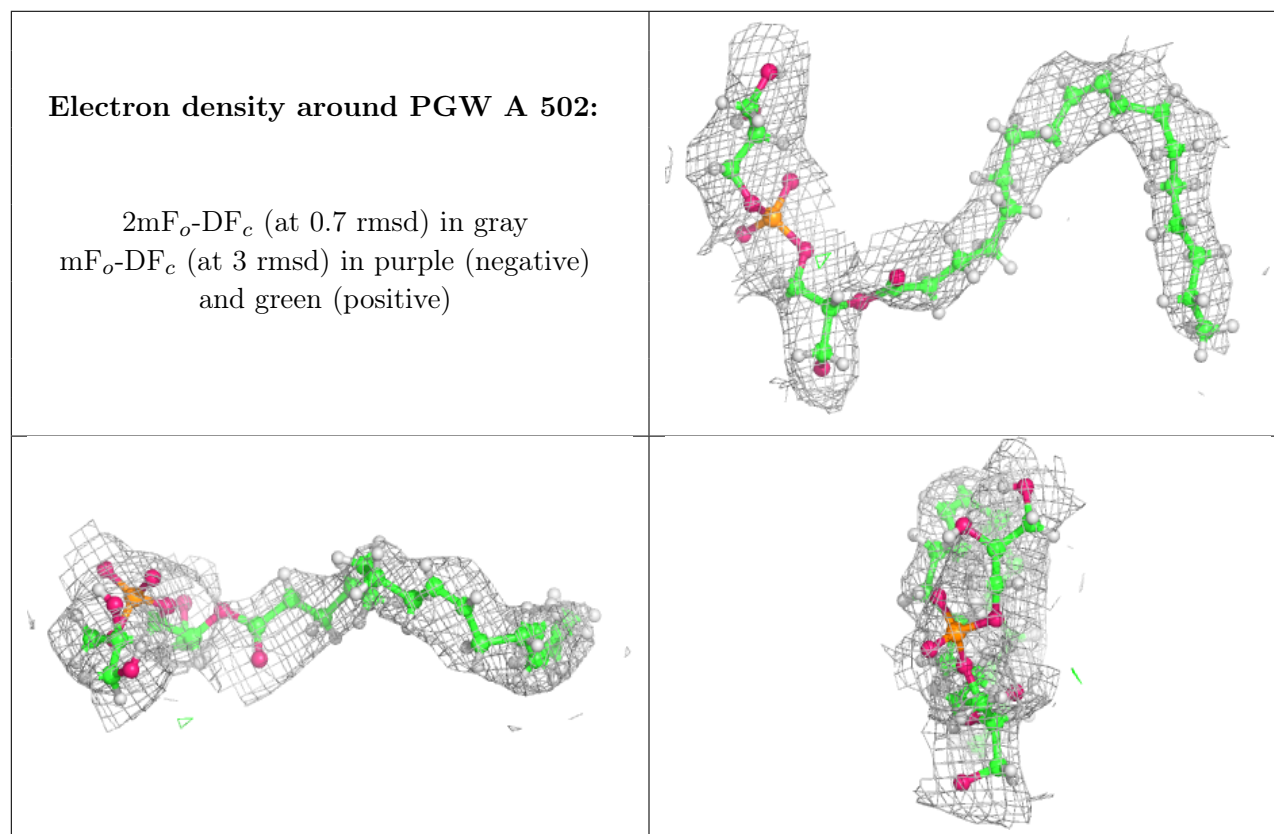 Electron density around PGW A 502:
2mFₒ-DF𝒸 (at 0.7 rmsd) in gray
mFₒ-DF𝒸 (at 3 rmsd) in purple (negative)
and green (positive)